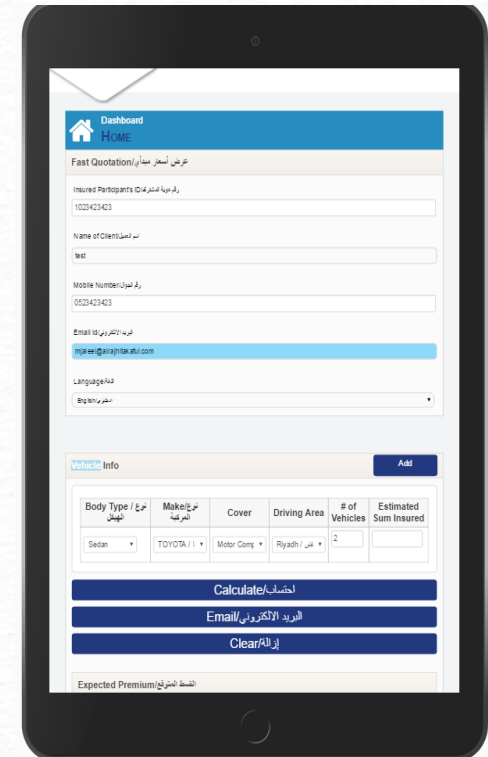 Dashboard
HOME
Fast Quotation/عرض أسعار مبدأي
Insured Participant's ID/رقم هوية المشترك
1023423423
Name of Client/اسم العميل
test
Mobile Number/رقم الجوال
0523423423
Email Id/البريد الالكتروني
mjaleel@alrajhitakaful.com
Language/اللغة
English/
Vehicle Info
Add
Body Type / نوع الهيكل
Make/نوع المركبة
Cover
Driving Area
# of Vehicles
Estimated Sum Insured
Sedan
TOYOTA /
Motor Comp
Riyadh /
2
Calculate/احتساب
Email/البريد الالكتروني
Clear/إزالة
Expected Premium/القسط المتوقع